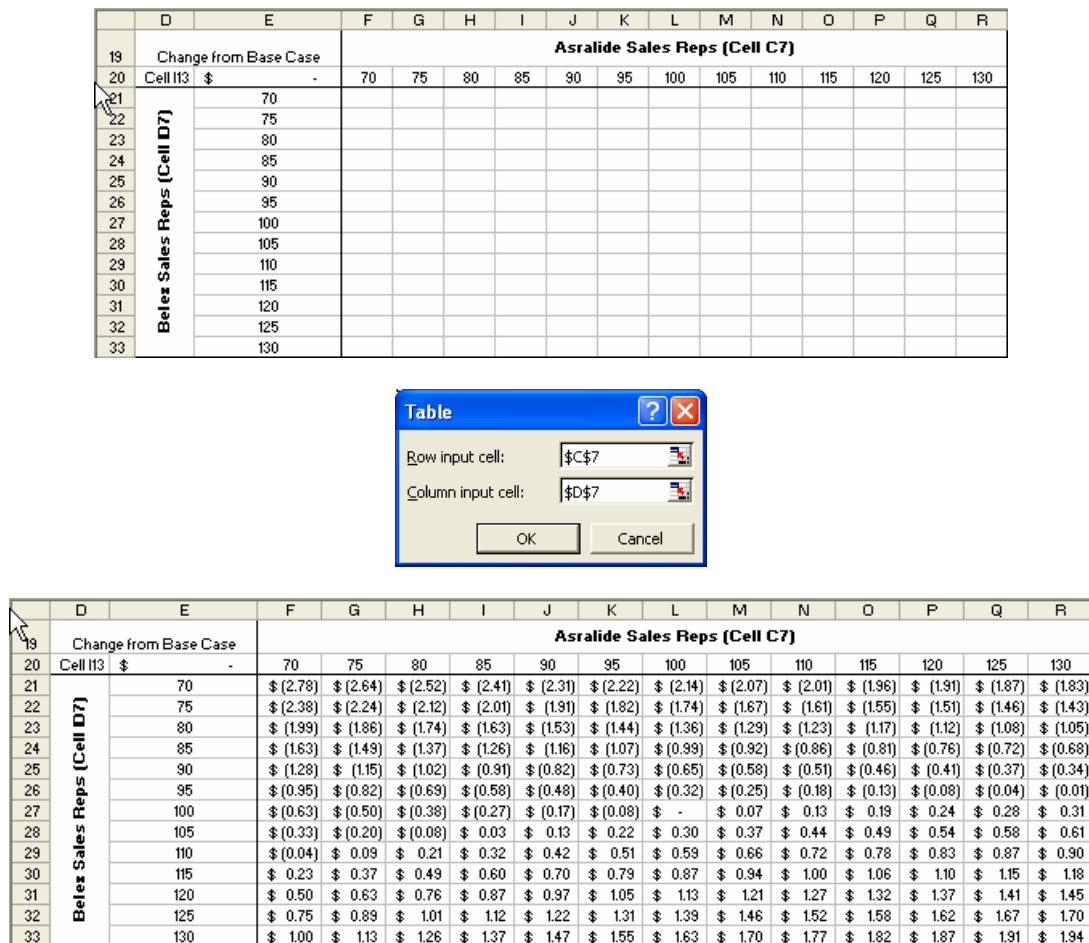 D E F G H I J K L M N O P Q R
19 Change from Base Case Asralide Sales Reps (Cell C7)
20 Cell I13 $ - 70 75 80 85 90 95 100 105 110 115 120 125 130
Belex Sales Reps (Cell D7)
21 70
22 75
23 80
24 85
25 90
26 95
27 100
28 105
29 110
30 115
31 120
32 125
33 130
Table
Row input cell: $C$7
Column input cell: $D$7
OK Cancel
D E F G H I J K L M N O P Q R
19 Change from Base Case Asralide Sales Reps (Cell C7)
20 Cell I13 $ - 70 75 80 85 90 95 100 105 110 115 120 125 130
Belex Sales Reps (Cell D7)
21 70 $ (2.78) $ (2.64) $ (2.52) $ (2.41) $ (2.31) $ (2.22) $ (2.14) $ (2.07) $ (2.01) $ (1.96) $ (1.91) $ (1.87) $ (1.83)
22 75 $ (2.38) $ (2.24) $ (2.12) $ (2.01) $ (1.91) $ (1.82) $ (1.74) $ (1.67) $ (1.61) $ (1.55) $ (1.51) $ (1.46) $ (1.43)
23 80 $ (1.99) $ (1.86) $ (1.74) $ (1.63) $ (1.53) $ (1.44) $ (1.36) $ (1.29) $ (1.23) $ (1.17) $ (1.12) $ (1.08) $ (1.05)
24 85 $ (1.63) $ (1.49) $ (1.37) $ (1.26) $ (1.16) $ (1.07) $ (0.99) $ (0.92) $ (0.86) $ (0.81) $ (0.76) $ (0.72) $ (0.68)
25 90 $ (1.28) $ (1.15) $ (1.02) $ (0.91) $ (0.82) $ (0.73) $ (0.65) $ (0.58) $ (0.51) $ (0.46) $ (0.41) $ (0.37) $ (0.34)
26 95 $ (0.95) $ (0.82) $ (0.69) $ (0.58) $ (0.48) $ (0.40) $ (0.32) $ (0.25) $ (0.18) $ (0.13) $ (0.08) $ (0.04) $ (0.01)
27 100 $ (0.63) $ (0.50) $ (0.38) $ (0.27) $ (0.17) $ (0.08) $ - $ 0.07 $ 0.13 $ 0.19 $ 0.24 $ 0.28 $ 0.31
28 105 $ (0.33) $ (0.20) $ (0.08) $ 0.03 $ 0.13 $ 0.22 $ 0.30 $ 0.37 $ 0.44 $ 0.49 $ 0.54 $ 0.58 $ 0.61
29 110 $ (0.04) $ 0.09 $ 0.21 $ 0.32 $ 0.42 $ 0.51 $ 0.59 $ 0.66 $ 0.72 $ 0.78 $ 0.83 $ 0.87 $ 0.90
30 115 $ 0.23 $ 0.37 $ 0.49 $ 0.60 $ 0.70 $ 0.79 $ 0.87 $ 0.94 $ 1.00 $ 1.06 $ 1.10 $ 1.15 $ 1.18
31 120 $ 0.50 $ 0.63 $ 0.76 $ 0.87 $ 0.97 $ 1.05 $ 1.13 $ 1.21 $ 1.27 $ 1.32 $ 1.37 $ 1.41 $ 1.45
32 125 $ 0.75 $ 0.89 $ 1.01 $ 1.12 $ 1.22 $ 1.31 $ 1.39 $ 1.46 $ 1.52 $ 1.58 $ 1.62 $ 1.67 $ 1.70
33 130 $ 1.00 $ 1.13 $ 1.26 $ 1.37 $ 1.47 $ 1.55 $ 1.63 $ 1.70 $ 1.77 $ 1.82 $ 1.87 $ 1.91 $ 1.94